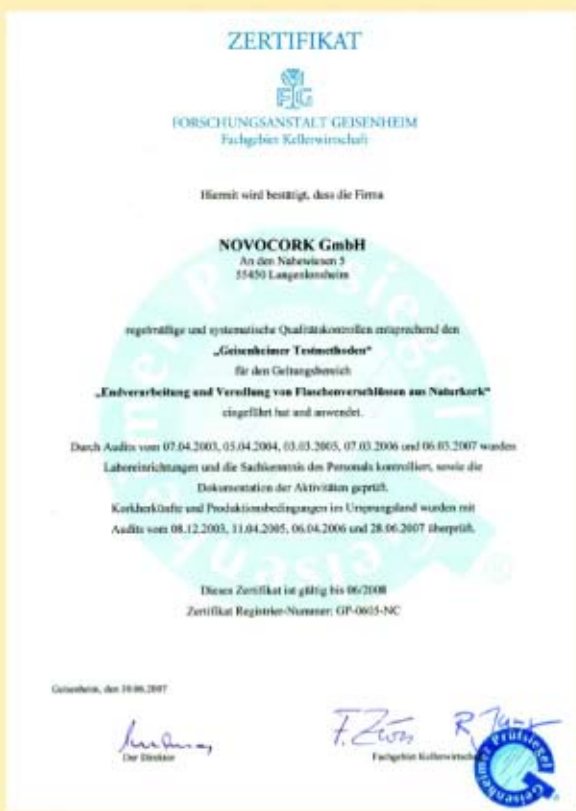 ZERTIFIKAT
FG
FORSCHUNGSANSTALT GEISENHEIM
Fachgebiet Kellerwirtschaft
Hiermit wird bestätigt, dass die Firma
NOVOCORK GmbH
An den Nahewiesen 5
55450 Langenlonsheim
regelmäßige und systematische Qualitätskontrollen entsprechend den
„Geisenheimer Testmethoden“
für den Geltungsbereich
„Endverarbeitung und Veredlung von Flaschenverschlüssen aus Naturkork“
eingeführt hat und anwendet.
Durch Audits vom 07.04.2003, 05.04.2004, 03.03.2005, 07.03.2006 und 06.03.2007 wurden
Laboreinrichtungen und die Sachkenntnis des Personals kontrolliert, sowie die
Dokumentation der Aktivitäten geprüft.
Korkherkünfte und Produktionsbedingungen im Ursprungsland wurden mit
Audits vom 08.12.2003, 11.04.2005, 06.04.2006 und 28.06.2007 überprüft.
Dieses Zertifikat ist gültig bis 06/2008
Zertifikat Registrier-Nummer: GP-0605-NC
Geisenheim, den 30.06.2007
Der Direktor
Fachgebiet Kellerwirtschaft
Geisenheimer Prüfsiegel